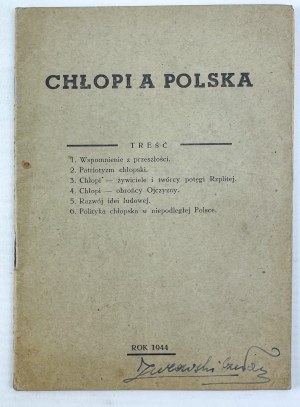 CHŁOPI A POLSKA
TREŚĆ
1. Wspomnienie z przeszłości.
2. Patriotyzm chłopski.
3. Chłopi — żywiciele i twórcy potęgi Rzplitej.
4. Chłopi — obrońcy Ojczyzny.
5. Rozwój idei ludowej.
6. Polityka chłopska w niepodległej Polsce.
ROK 1944